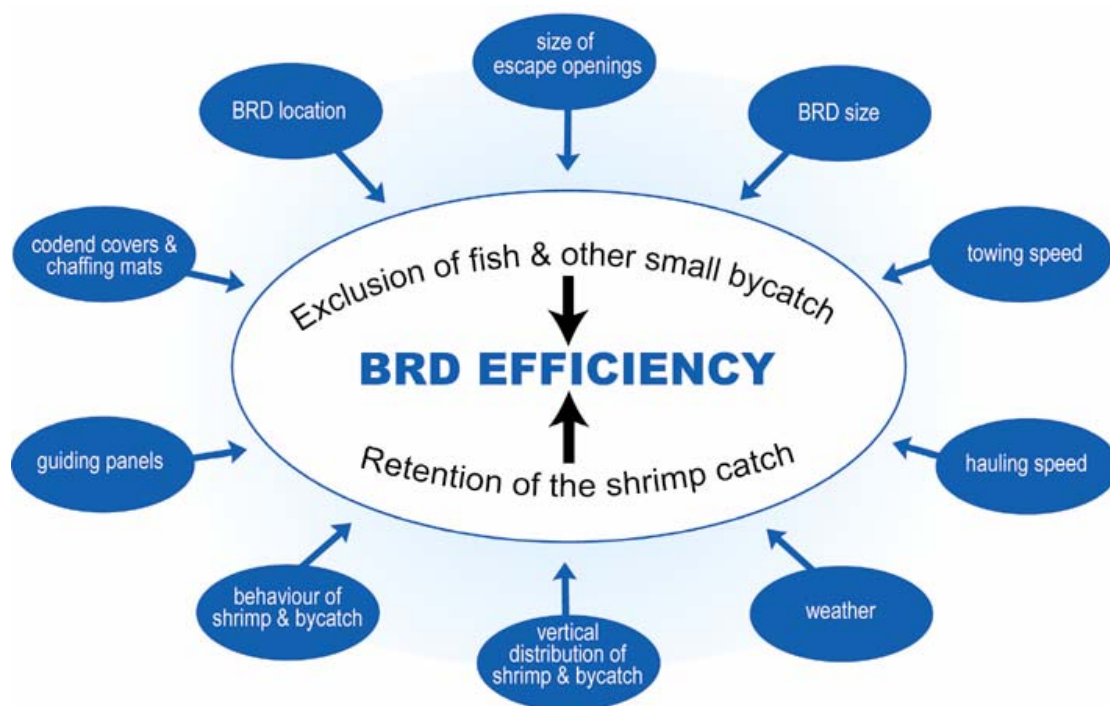 size of
escape openings
BRD location
BRD size
codend covers &
chaffing mats
towing speed
Exclusion of fish & other small bycatch
BRD EFFICIENCY
Retention of the shrimp catch
guiding panels
hauling speed
behaviour of
shrimp & bycatch
vertical
distribution of
shrimp & bycatch
weather